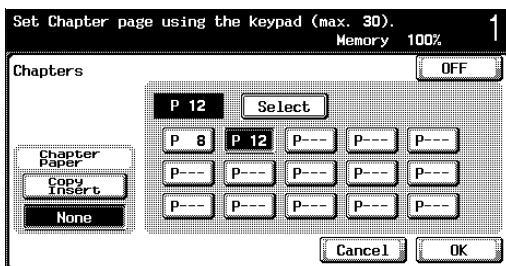 Set Chapter page using the keypad (max. 30).
Memory 100% 1
Chapters OFF
P 12 Select
P 8 P 12 P--- P--- P---
Chapter
Paper
P--- P--- P--- P--- P---
Copy
Insert
None
P--- P--- P--- P--- P---
Cancel OK